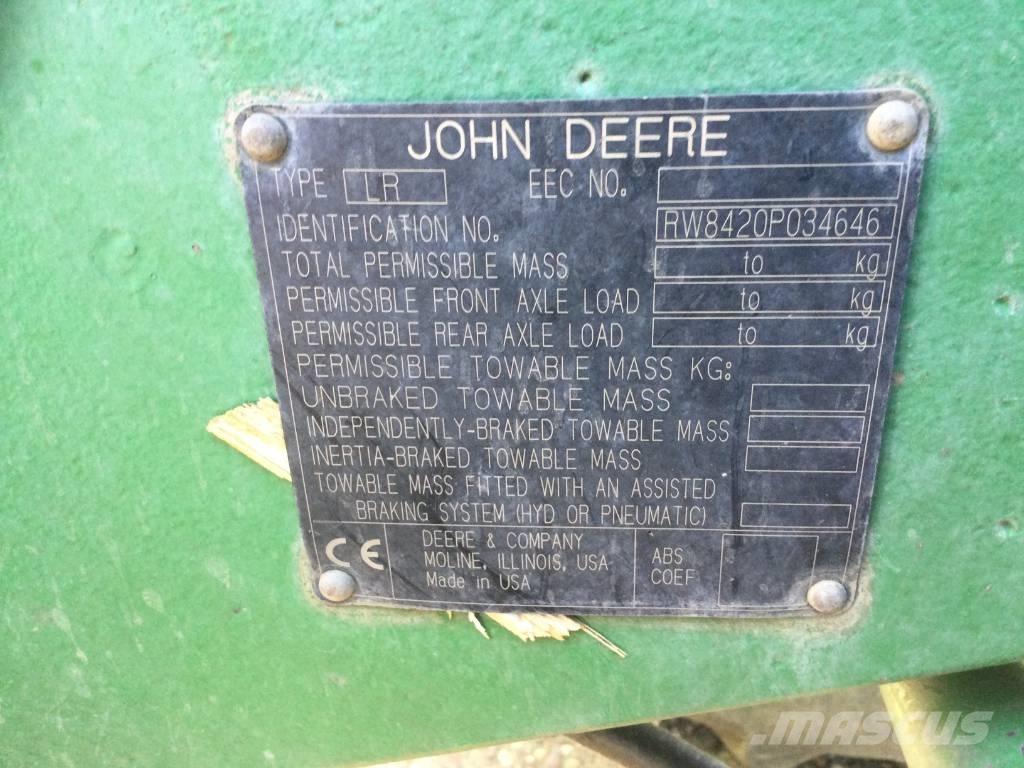 JOHN DEERE
TYPE LR EEC NO.
IDENTIFICATION NO. RW8420P034646
TOTAL PERMISSIBLE MASS to kg
PERMISSIBLE FRONT AXLE LOAD to kg
PERMISSIBLE REAR AXLE LOAD to kg
PERMISSIBLE TOWABLE MASS KG:
UNBRAKED TOWABLE MASS
INDEPENDENTLY-BRAKED TOWABLE MASS
INERTIA-BRAKED TOWABLE MASS
TOWABLE MASS FITTED WITH AN ASSISTED
BRAKING SYSTEM (HYD OR PNEUMATIC)
CE
DEERE & COMPANY
MOLINE, ILLINOIS, USA
Made in USA
ABS
COEF
MASCUS